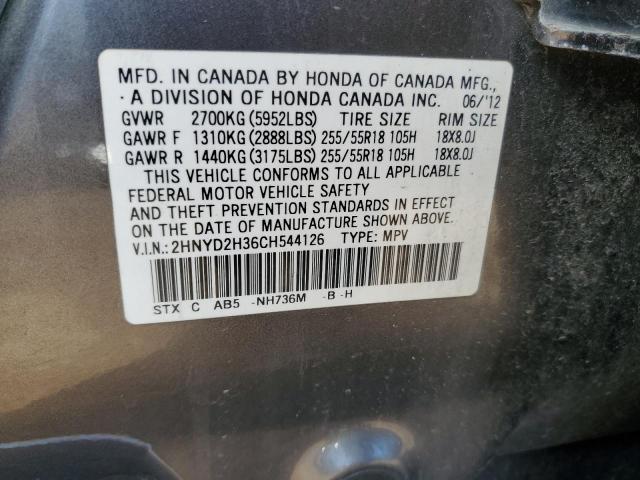 MFD. IN CANADA BY HONDA OF CANADA MFG.,
A DIVISION OF HONDA CANADA INC. 06/'12
GVWR 2700KG (5952LBS) TIRE SIZE RIM SIZE
GAWR F 1310KG (2888LBS) 255/55R18 105H 18X8.0J
GAWR R 1440KG (3175LBS) 255/55R18 105H 18X8.0J
THIS VEHICLE CONFORMS TO ALL APPLICABLE
FEDERAL MOTOR VEHICLE SAFETY
AND THEFT PREVENTION STANDARDS IN EFFECT
ON THE DATE OF MANUFACTURE SHOWN ABOVE.
V.I.N.: 2HNYD2H36CH544126 TYPE: MPV
STX C AB5 -NH736M -B -H